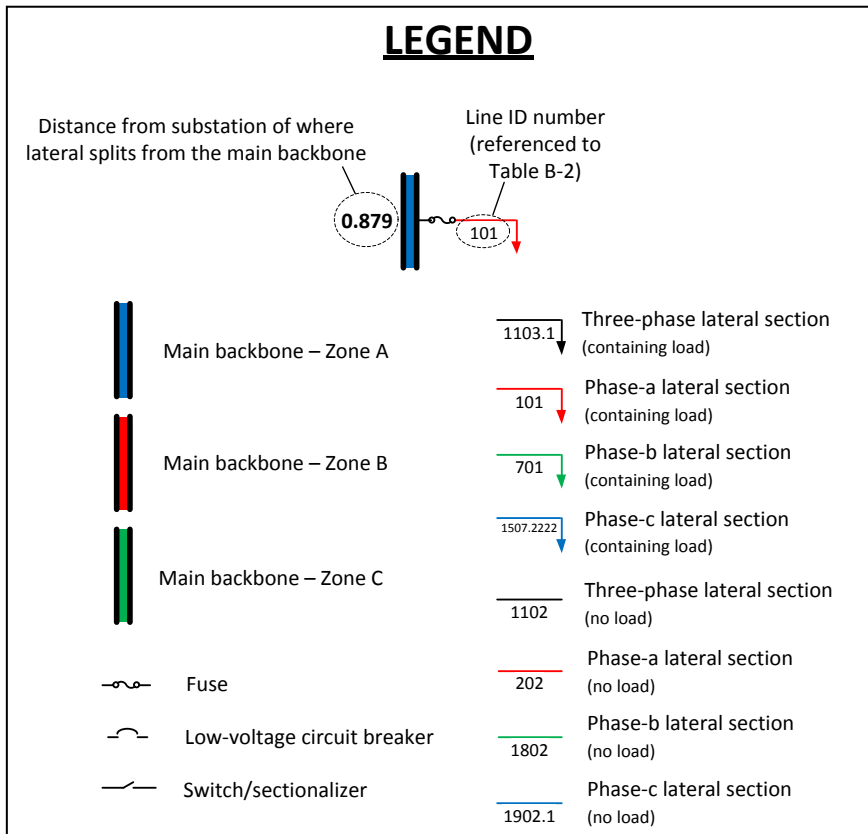 LEGEND
Distance from substation of where
lateral splits from the main backbone
Line ID number
(referenced to
Table B-2)
0.879
101
Main backbone – Zone A
Main backbone – Zone B
Main backbone – Zone C
Fuse
Low-voltage circuit breaker
Switch/sectionalizer
1103.1
Three-phase lateral section
(containing load)
101
Phase-a lateral section
(containing load)
701
Phase-b lateral section
(containing load)
1507.2222
Phase-c lateral section
(containing load)
1102
Three-phase lateral section
(no load)
202
Phase-a lateral section
(no load)
1802
Phase-b lateral section
(no load)
1902.1
Phase-c lateral section
(no load)